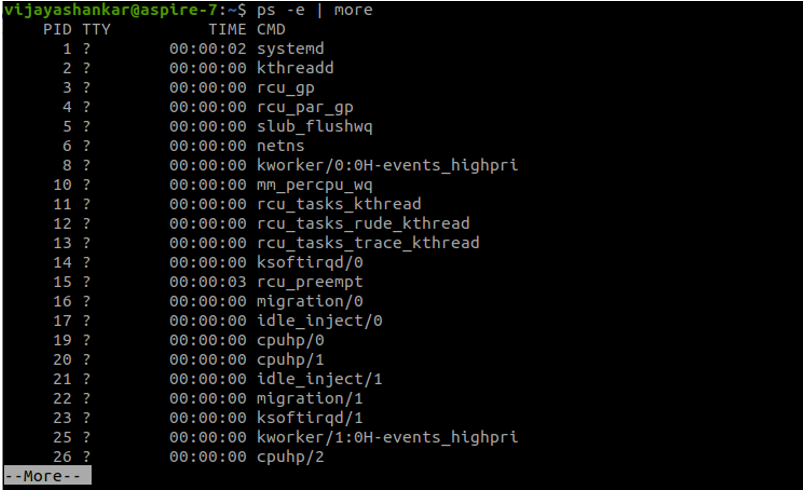 vijayashankar@aspire-7:~$ ps -e | more
    PID TTY          TIME CMD
      1 ?        00:00:02 systemd
      2 ?        00:00:00 kthreadd
      3 ?        00:00:00 rcu_gp
      4 ?        00:00:00 rcu_par_gp
      5 ?        00:00:00 slub_flushwq
      6 ?        00:00:00 netns
      8 ?        00:00:00 kworker/0:0H-events_highpri
     10 ?        00:00:00 mm_percpu_wq
     11 ?        00:00:00 rcu_tasks_kthread
     12 ?        00:00:00 rcu_tasks_rude_kthread
     13 ?        00:00:00 rcu_tasks_trace_kthread
     14 ?        00:00:00 ksoftirqd/0
     15 ?        00:00:03 rcu_preempt
     16 ?        00:00:00 migration/0
     17 ?        00:00:00 idle_inject/0
     19 ?        00:00:00 cpuhp/0
     20 ?        00:00:00 cpuhp/1
     21 ?        00:00:00 idle_inject/1
     22 ?        00:00:00 migration/1
     23 ?        00:00:00 ksoftirqd/1
     25 ?        00:00:00 kworker/1:0H-events_highpri
     26 ?        00:00:00 cpuhp/2
--More--